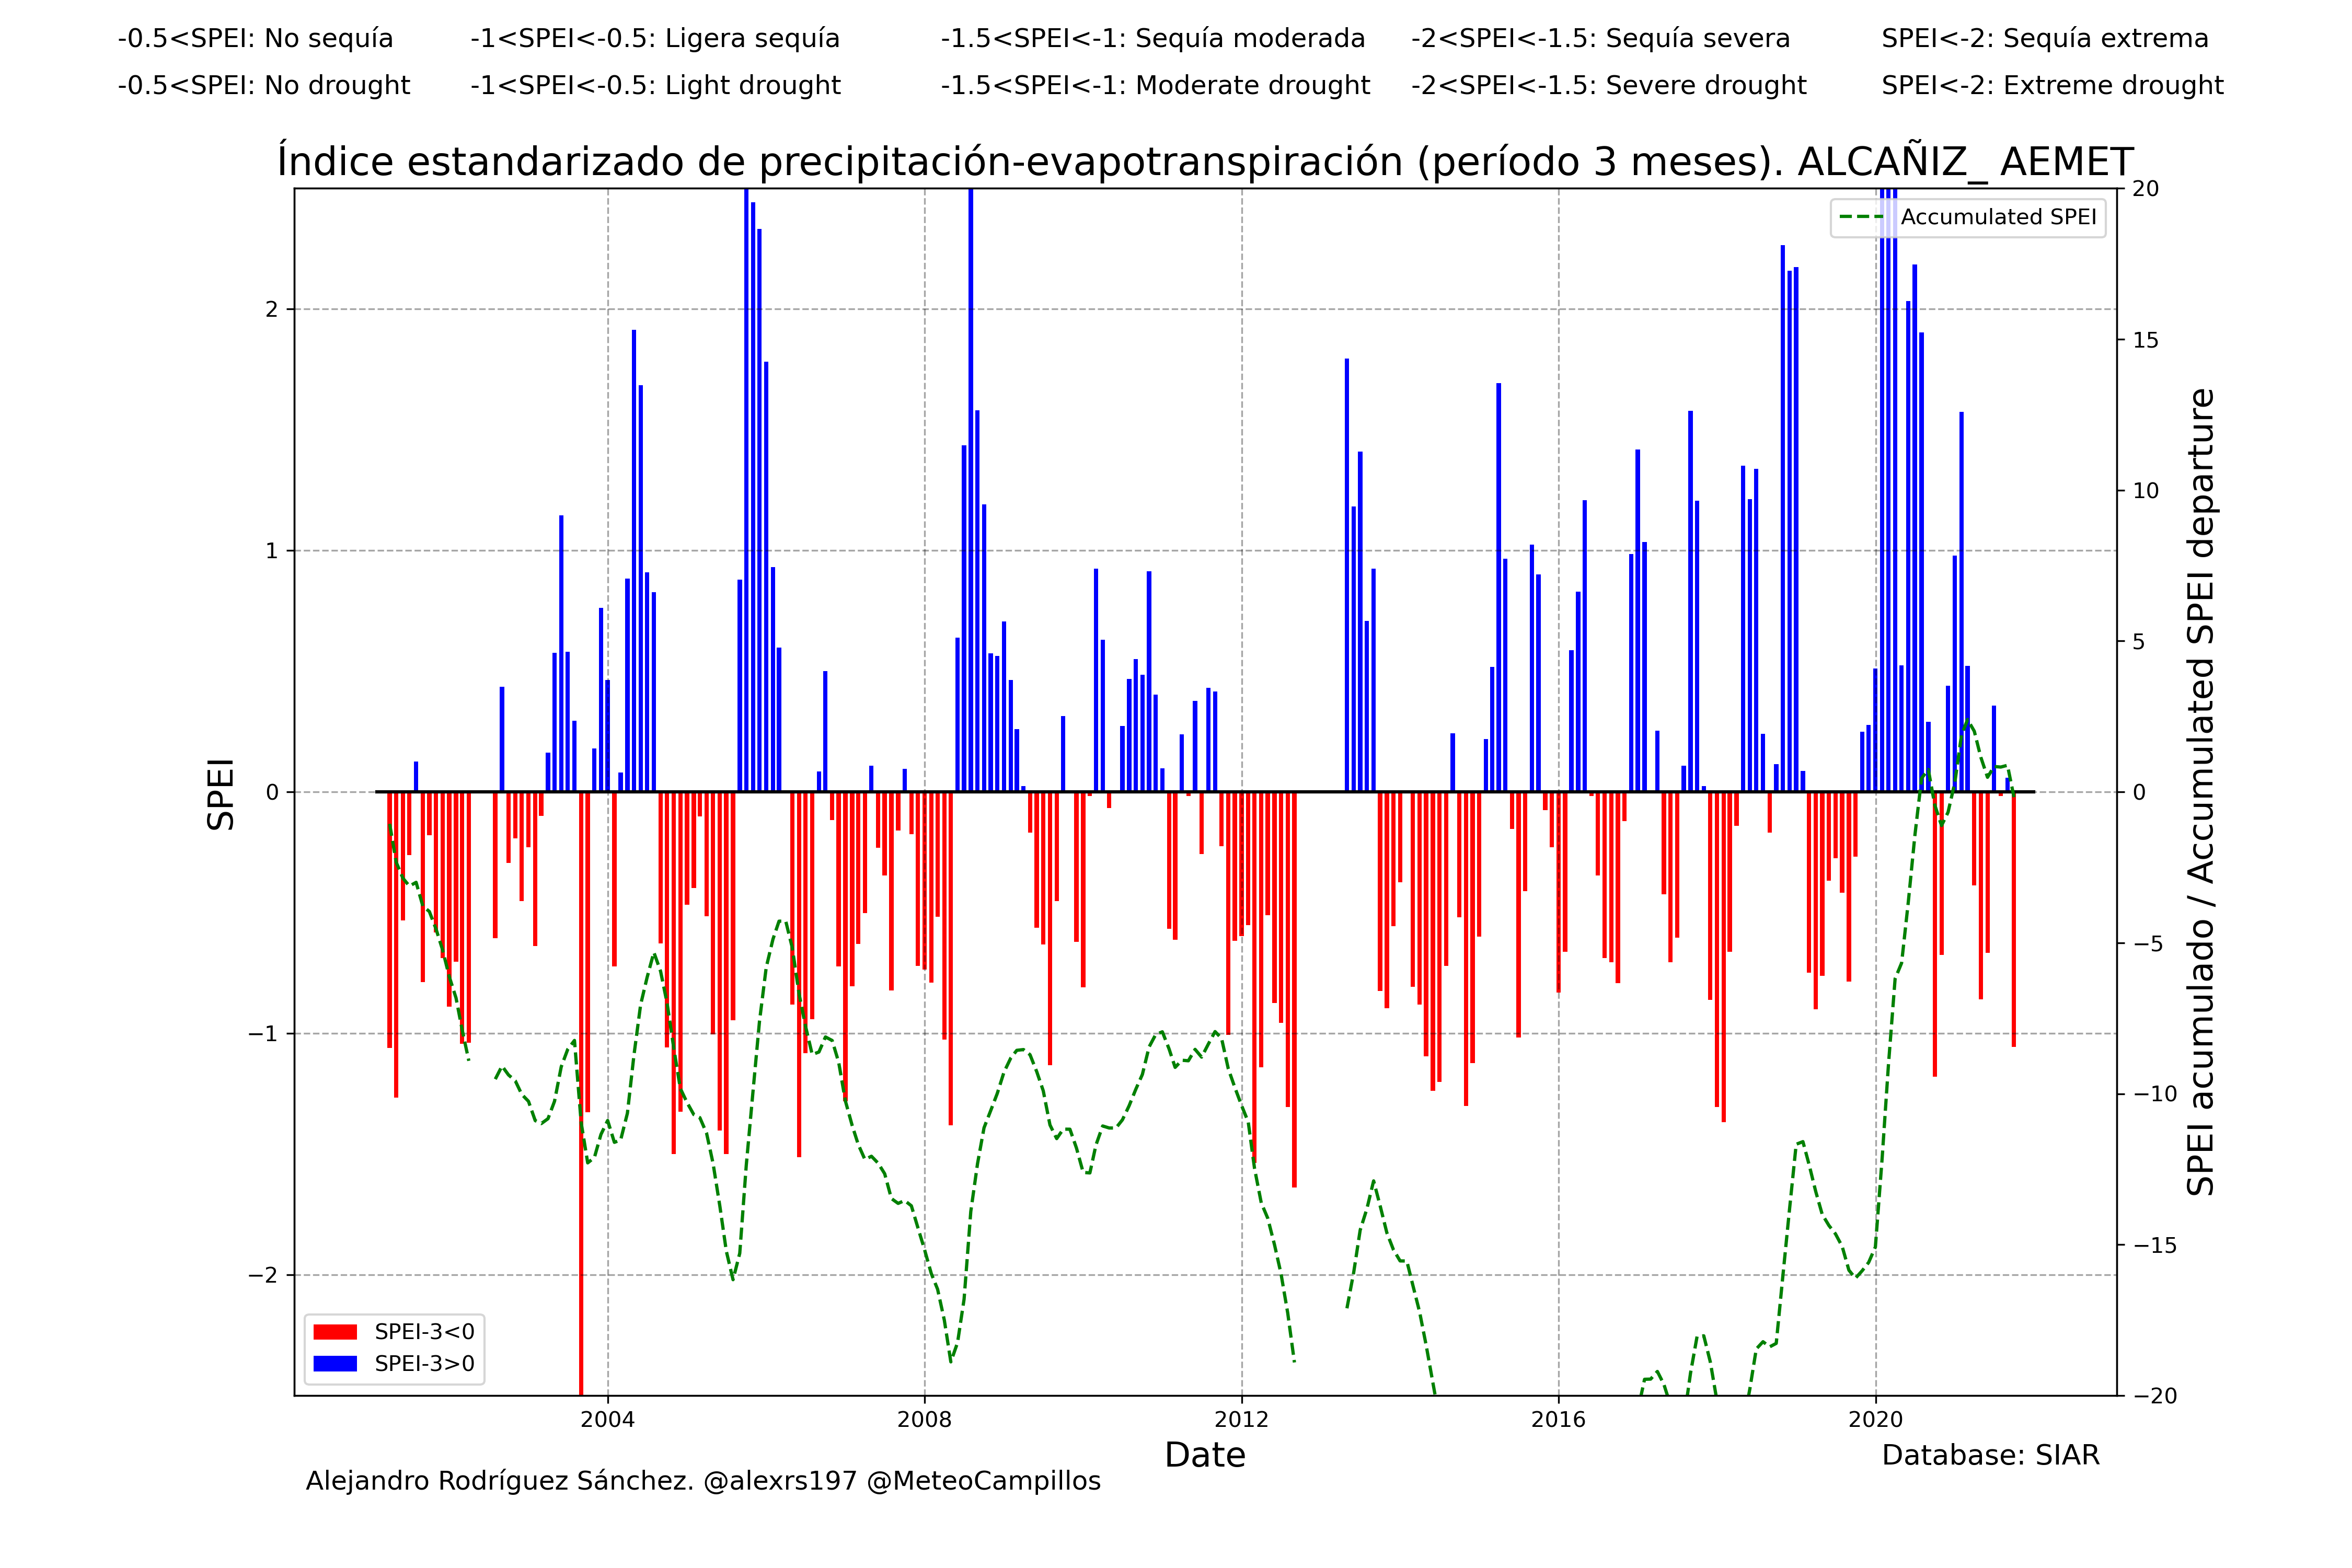 -0.5<SPEI: No sequía -1<SPEI<-0.5: Ligera sequía -1.5<SPEI<-1: Sequía moderada -2<SPEI<-1.5: Sequía severa SPEI<-2: Sequía extrema
-0.5<SPEI: No drought -1<SPEI<-0.5: Light drought -1.5<SPEI<-1: Moderate drought -2<SPEI<-1.5: Severe drought SPEI<-2: Extreme drought
Índice estandarizado de precipitación-evapotranspiración (período 3 meses). ALCAÑIZ_ AEMET
Accumulated SPEI
SPEI
2
1
0
−1
−2
20
15
10
5
0
−5
−10
−15
−20
SPEI acumulado / Accumulated SPEI departure
SPEI-3<0
SPEI-3>0
2004 2008 2012 2016 2020
Date
Database: SIAR
Alejandro Rodríguez Sánchez. @alexrs197 @MeteoCampillos